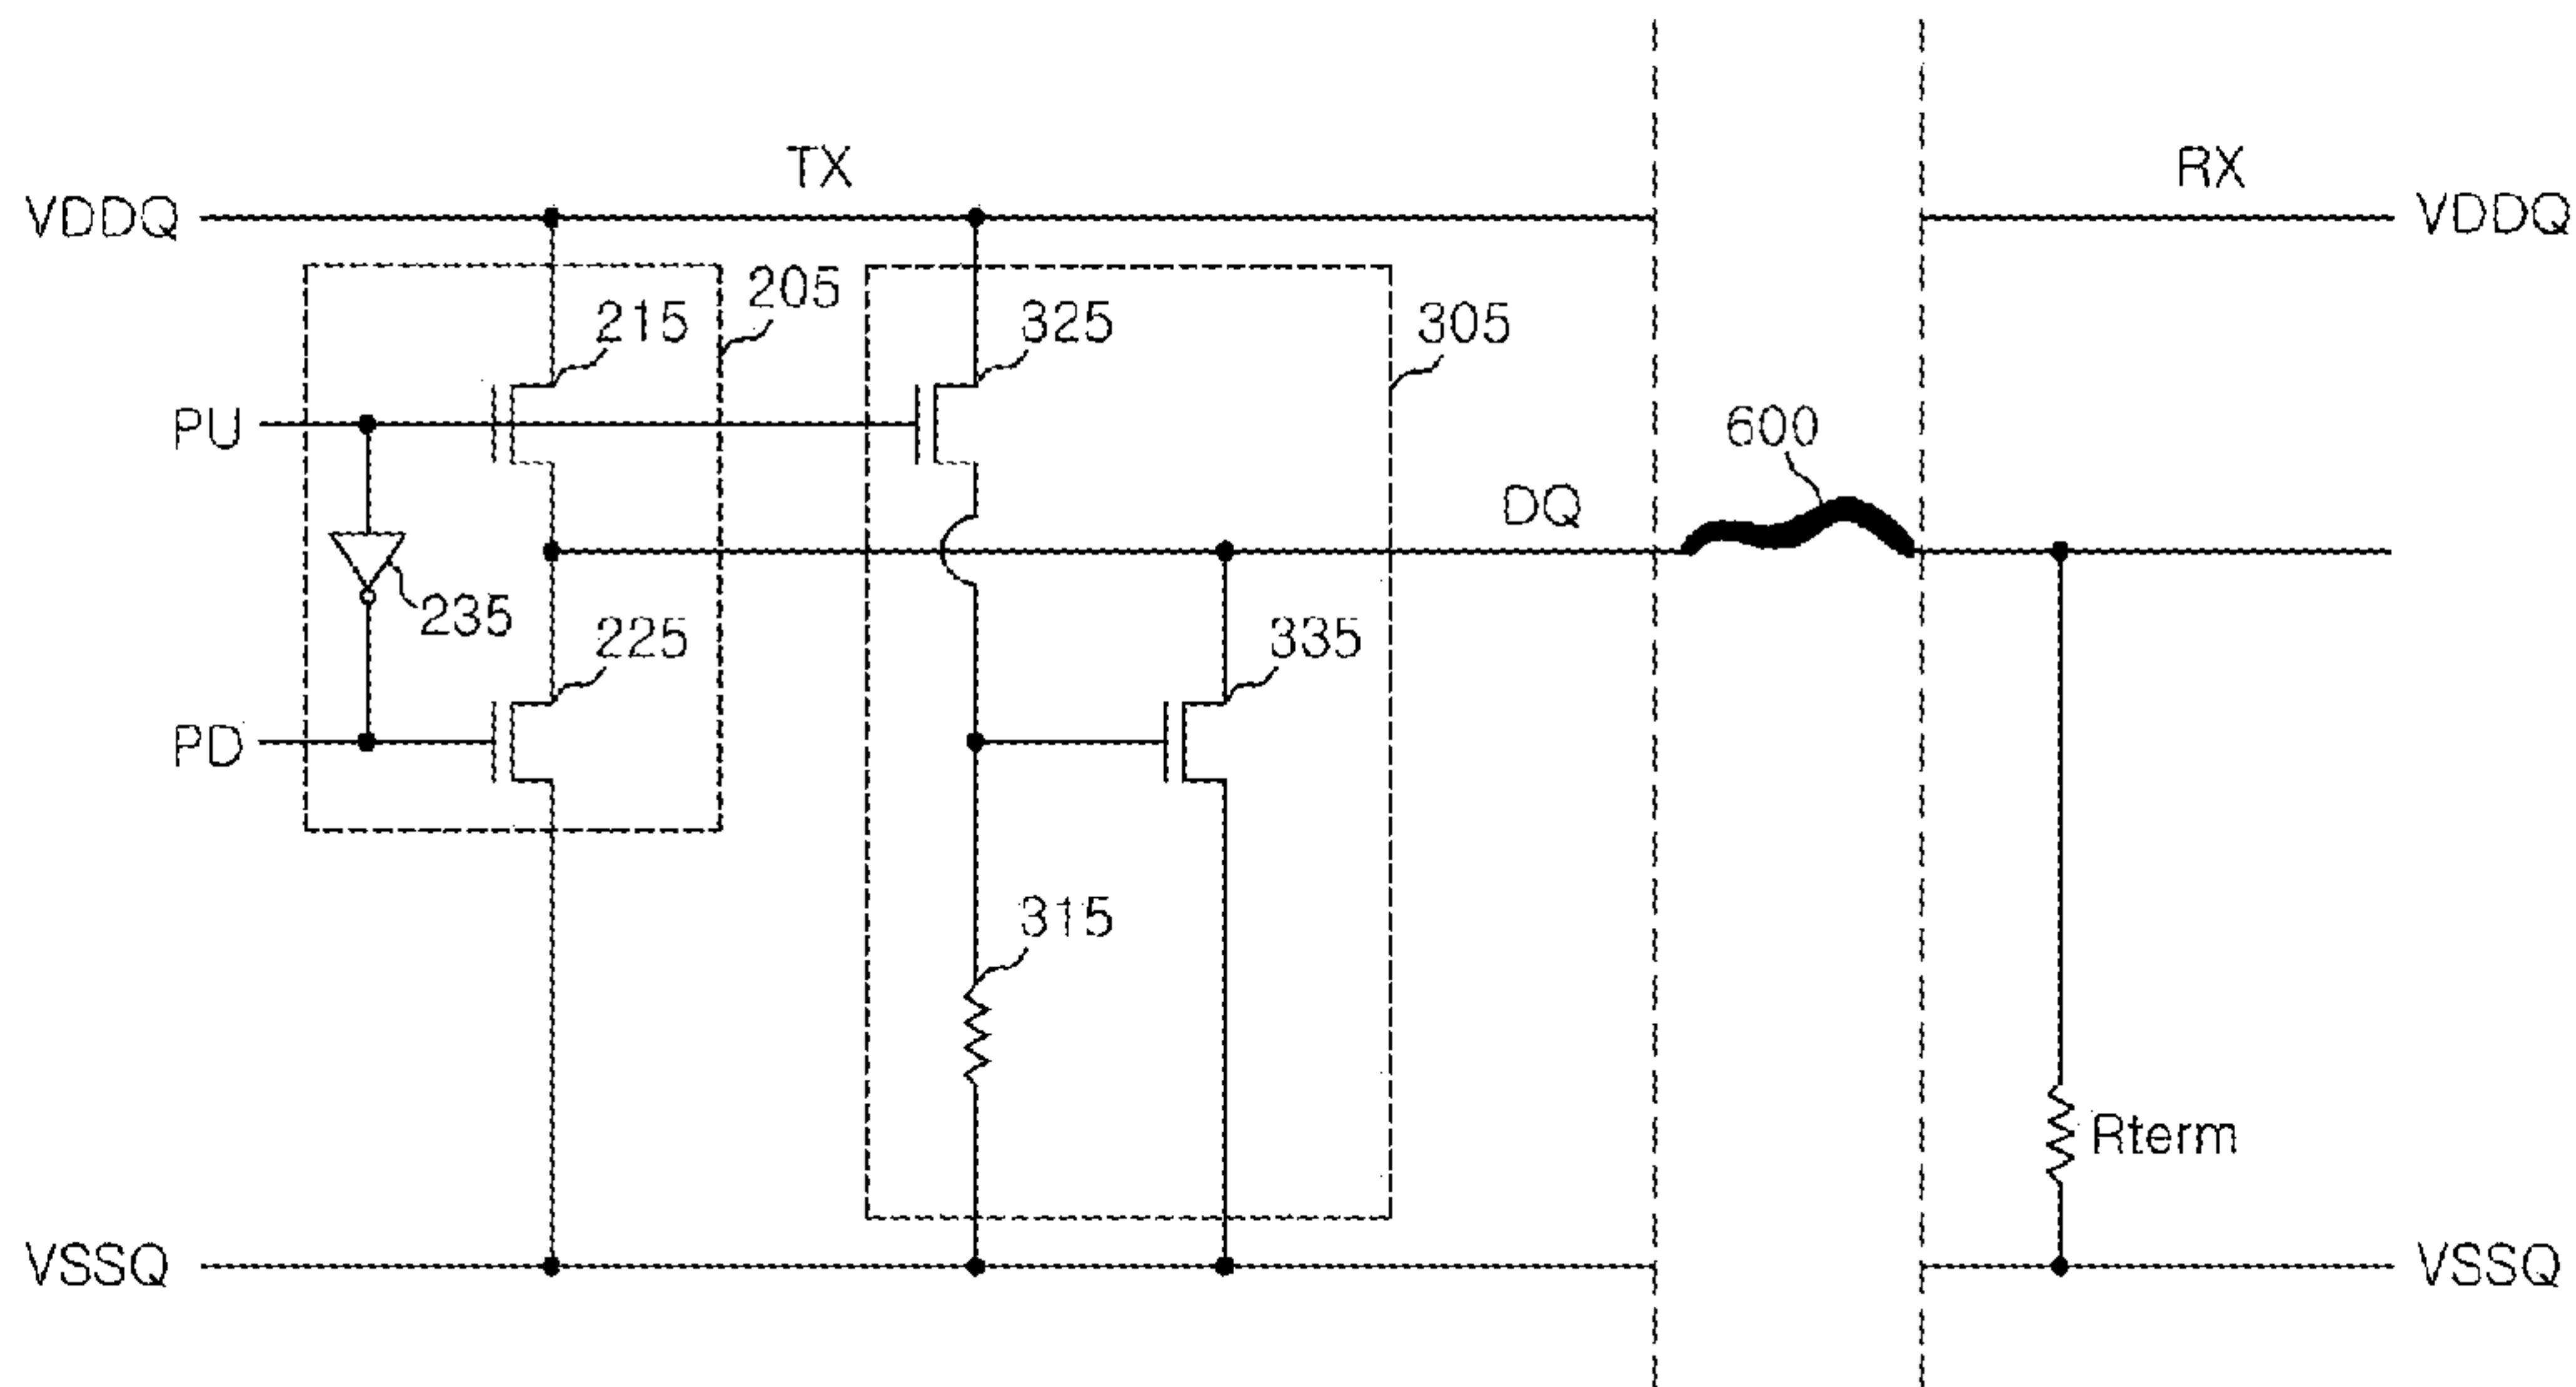 TX
RX
VDDQ
VDDQ
205
215
325
305
PU
600
DQ
235
225
335
PD
315
Rterm
VSSQ
VSSQ